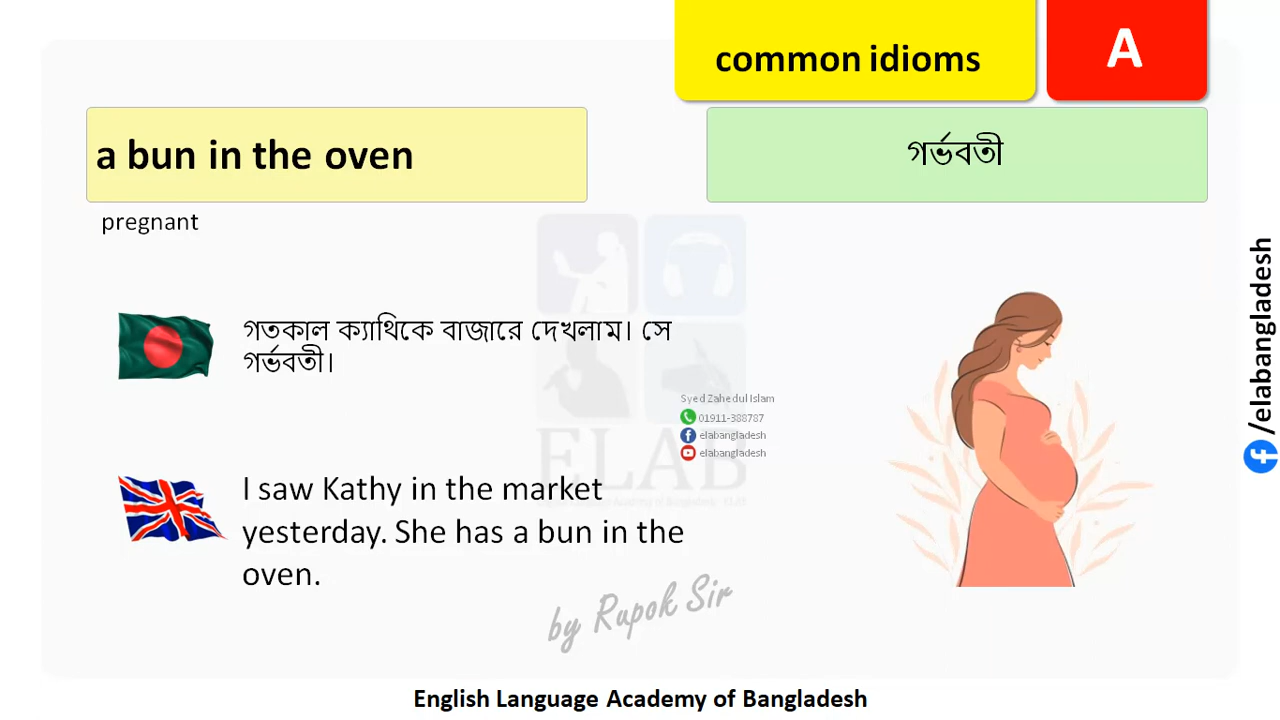 common idioms
A
a bun in the oven
গর্ভবতী
pregnant
গতকাল ক্যাথিকে বাজারে দেখলাম। সে
গর্ভবতী।
Syed Zahedul Islam
01911-388787
elabangladesh
elabangladesh
ELAB
I saw Kathy in the market
yesterday. She has a bun in the
oven.
by Rupok Sir
/elabangladesh
English Language Academy of Bangladesh